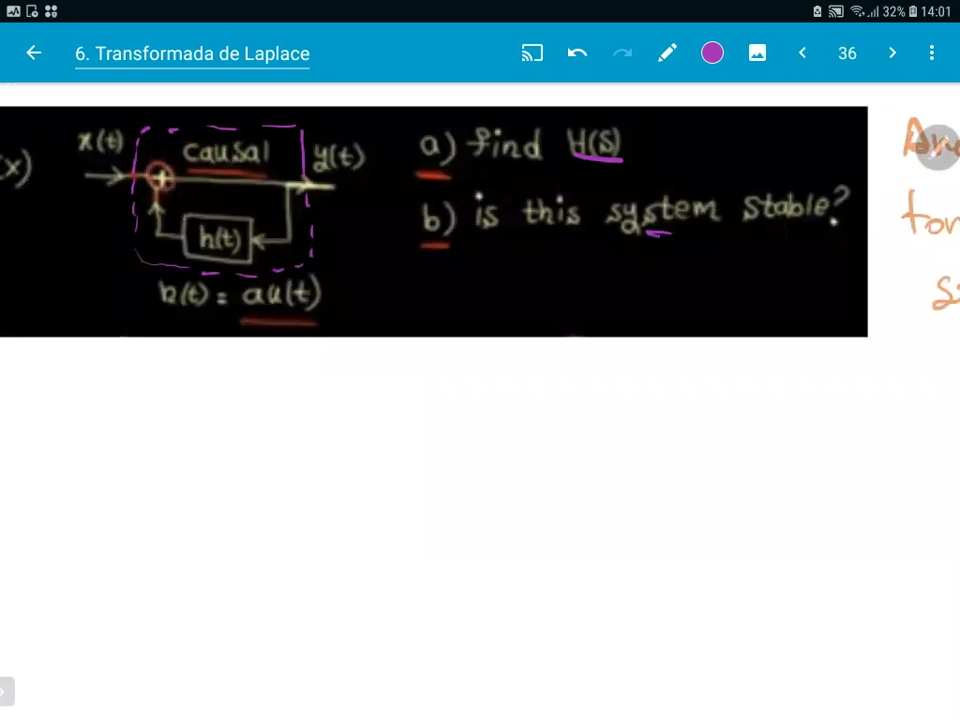 32% 14:01
6. Transformada de Laplace 36
x) x(t) causal y(t) a) find H(S)
b) is this system stable?
h(t)
h(t) = au(t)